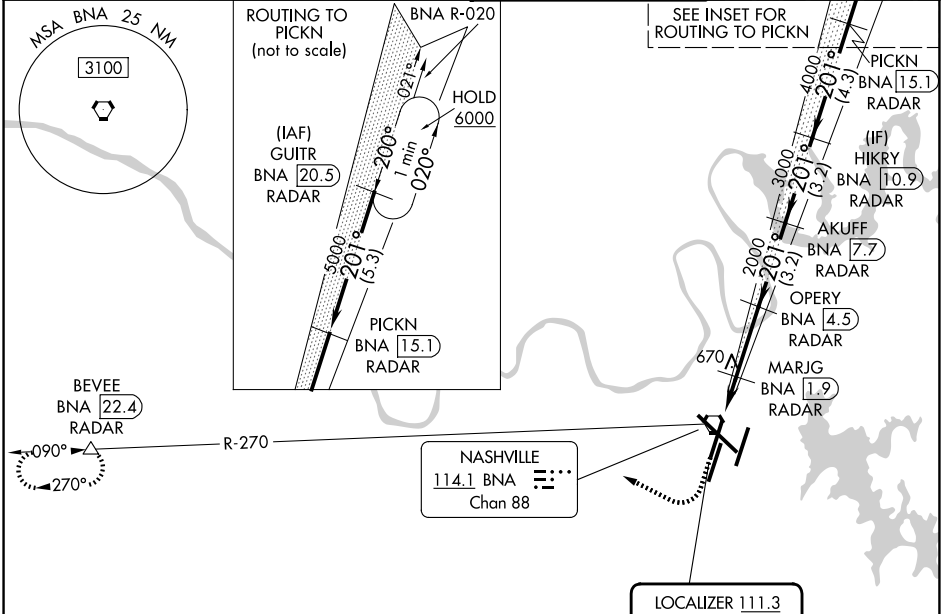 MSA BNA 25 NM
3100
ROUTING TO
PICKN
(not to scale)
BNA R-020
021°
HOLD
6000
200°
1 min
020°
(IAF)
GUITR
BNA 20.5
RADAR
5000
201°
(5.3)
PICKN
BNA 15.1
RADAR
SEE INSET FOR
ROUTING TO PICKN
PICKN
BNA 15.1
RADAR
4000
201°
(4.3)
(IF)
HIKRY
BNA 10.9
RADAR
3000
201°
(3.2)
AKUFF
BNA 7.7
RADAR
2000
201°
(3.2)
OPERY
BNA 4.5
RADAR
670
MARJG
BNA 1.9
RADAR
BEVEE
BNA 22.4
RADAR
090°
270°
R-270
NASHVILLE
114.1 BNA
Chan 88
LOCALIZER 111.3